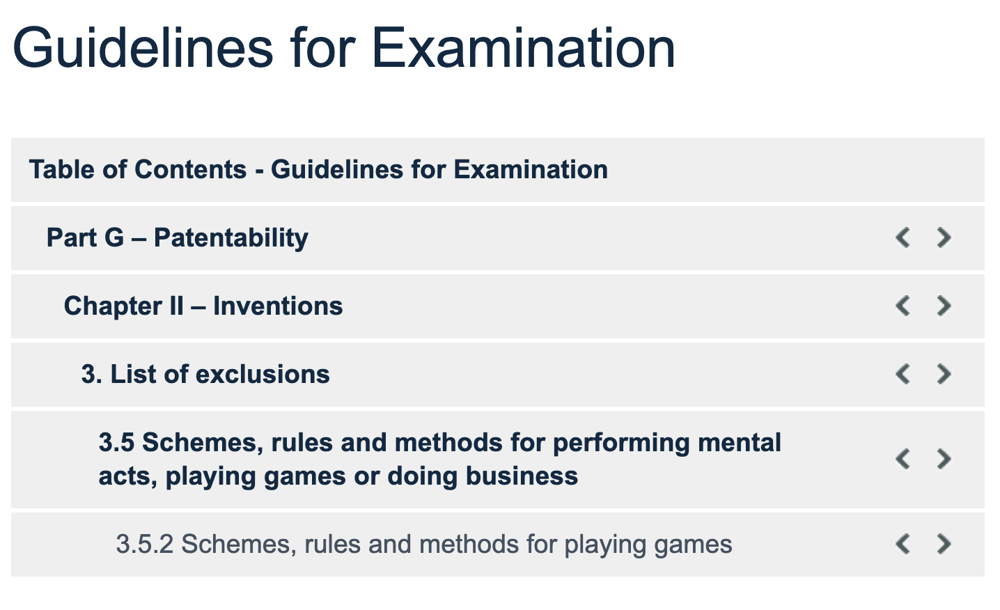 Guidelines for Examination
Table of Contents - Guidelines for Examination
Part G – Patentability
Chapter II – Inventions
3. List of exclusions
3.5 Schemes, rules and methods for performing mental
acts, playing games or doing business
3.5.2 Schemes, rules and methods for playing games